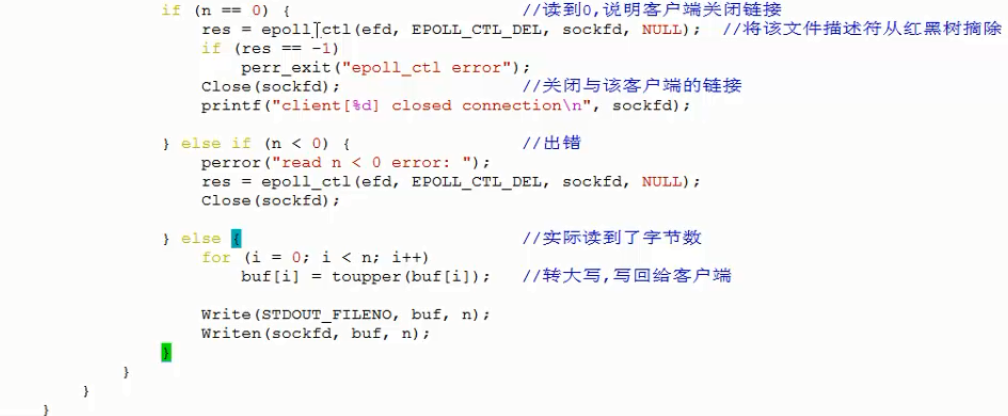 if (n == 0) { //读到0,说明客户端关闭链接
res = epoll_ctl(efd, EPOLL_CTL_DEL, sockfd, NULL); //将该文件描述符从红黑树摘除
if (res == -1)
perr_exit("epoll_ctl error");
Close(sockfd); //关闭与该客户端的链接
printf("client[%d] closed connection\n", sockfd);
} else if (n < 0) { //出错
perror("read n < 0 error: ");
res = epoll_ctl(efd, EPOLL_CTL_DEL, sockfd, NULL);
Close(sockfd);
} else { //实际读到了字节数
for (i = 0; i < n; i++)
buf[i] = toupper(buf[i]); //转大写,写回给客户端
Write(STDOUT_FILENO, buf, n);
Writen(sockfd, buf, n);
}
}
}
}